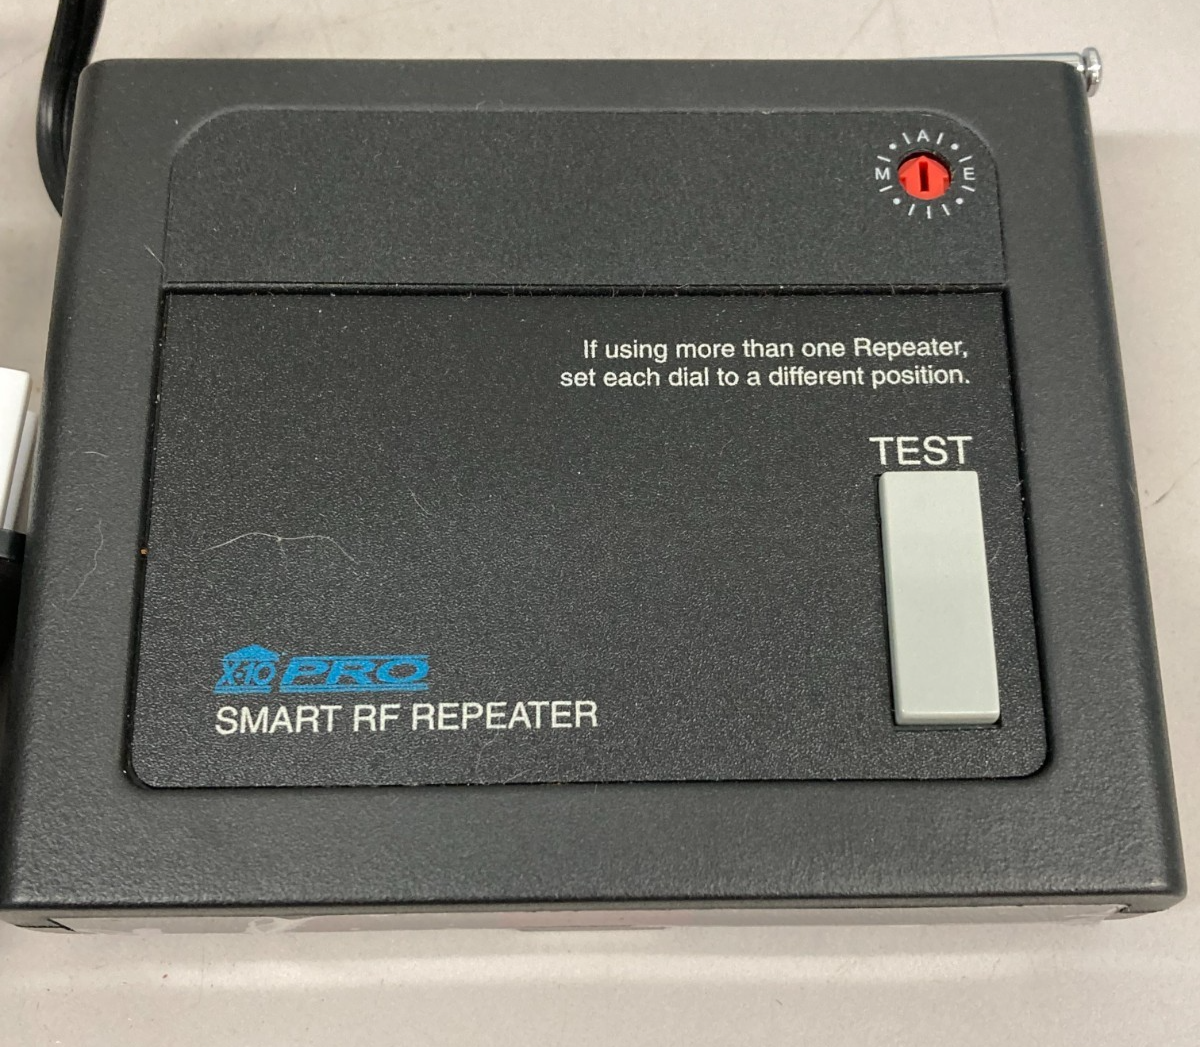 A
M E
If using more than one Repeater,
set each dial to a different position.
TEST
X-10 PRO
SMART RF REPEATER